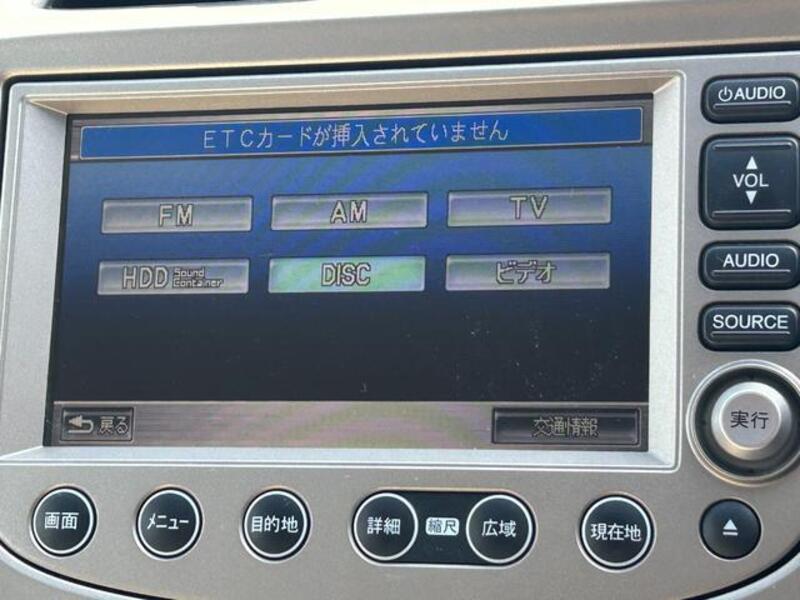 ETCカードが挿入されていません
FM AM TV
HDD Sound Container DISC ビデオ
戻る 交通情報
AUDIO
VOL
AUDIO
SOURCE
実行
画面 メニュー 目的地 詳細 縮尺 広域 現在地